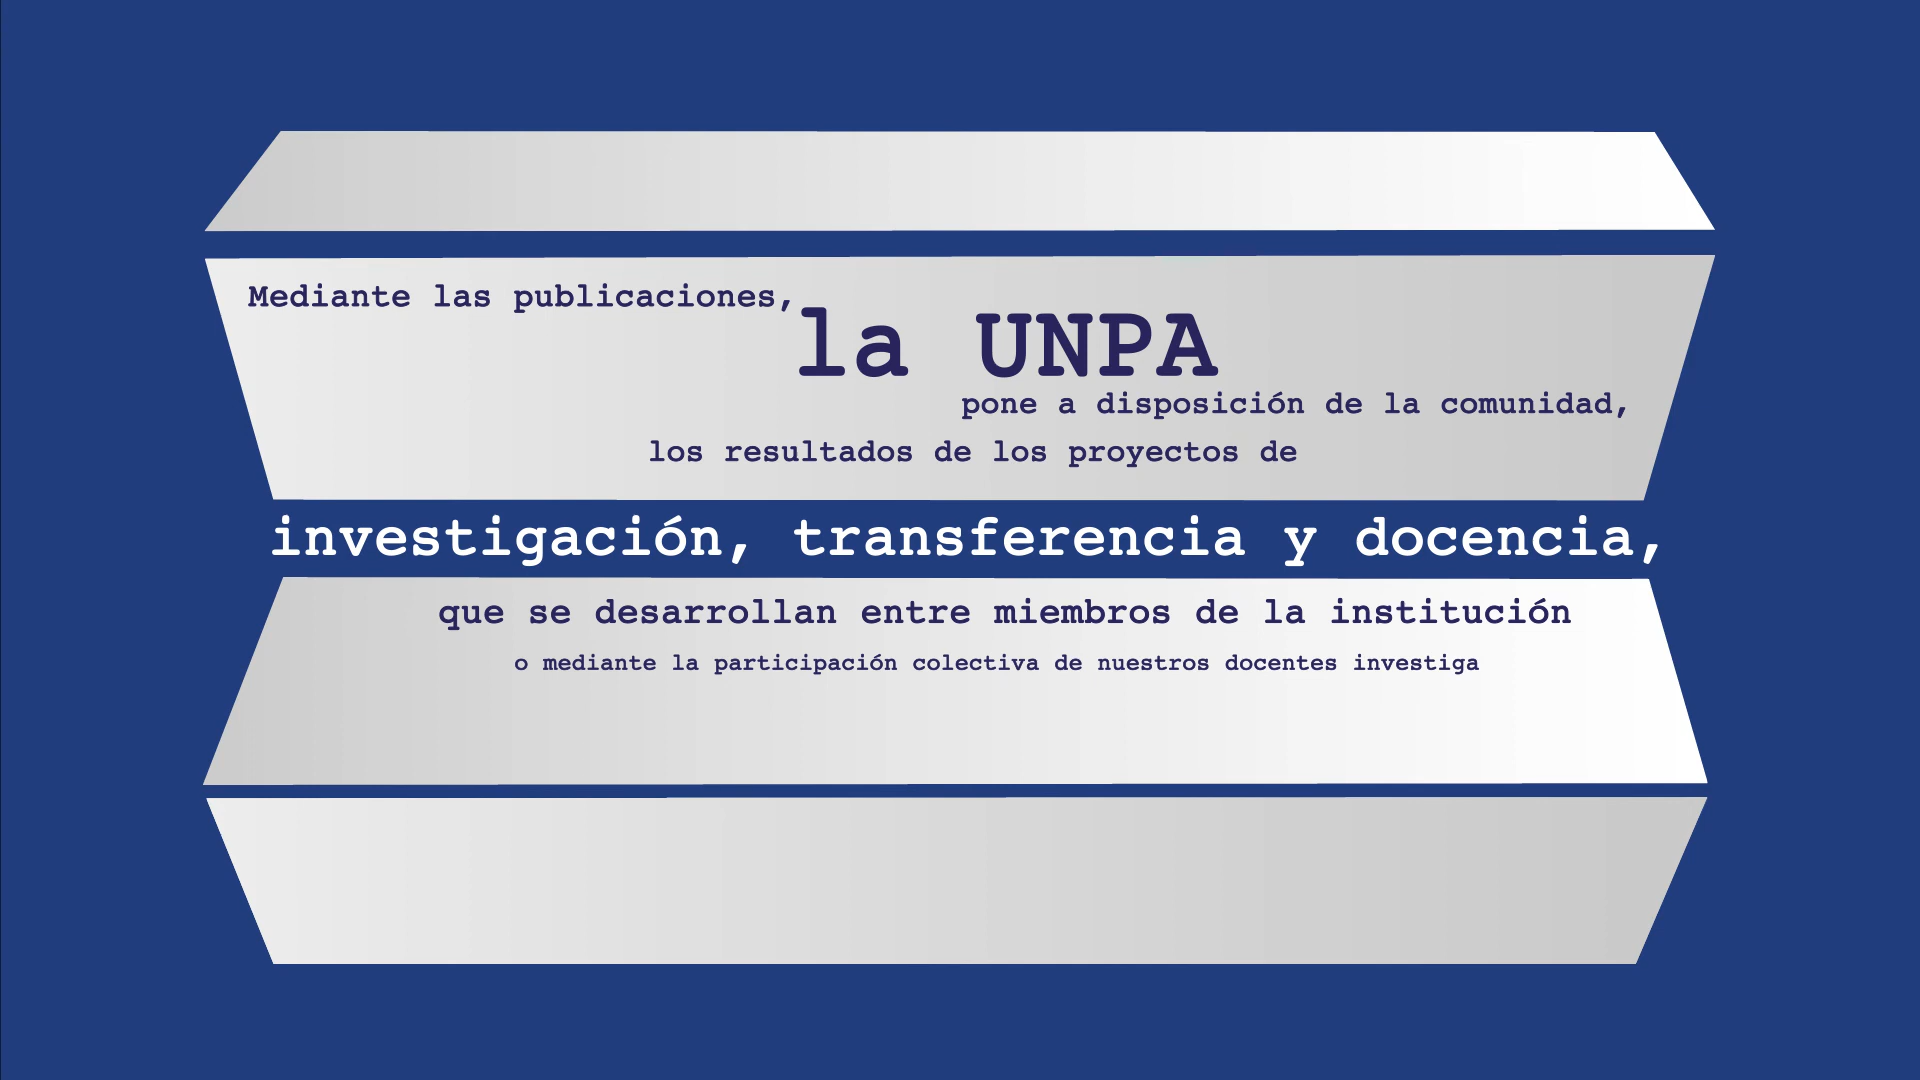 Mediante las publicaciones,
la UNPA
pone a disposición de la comunidad,
los resultados de los proyectos de
investigación, transferencia y docencia,
que se desarrollan entre miembros de la institución
o mediante la participación colectiva de nuestros docentes investiga